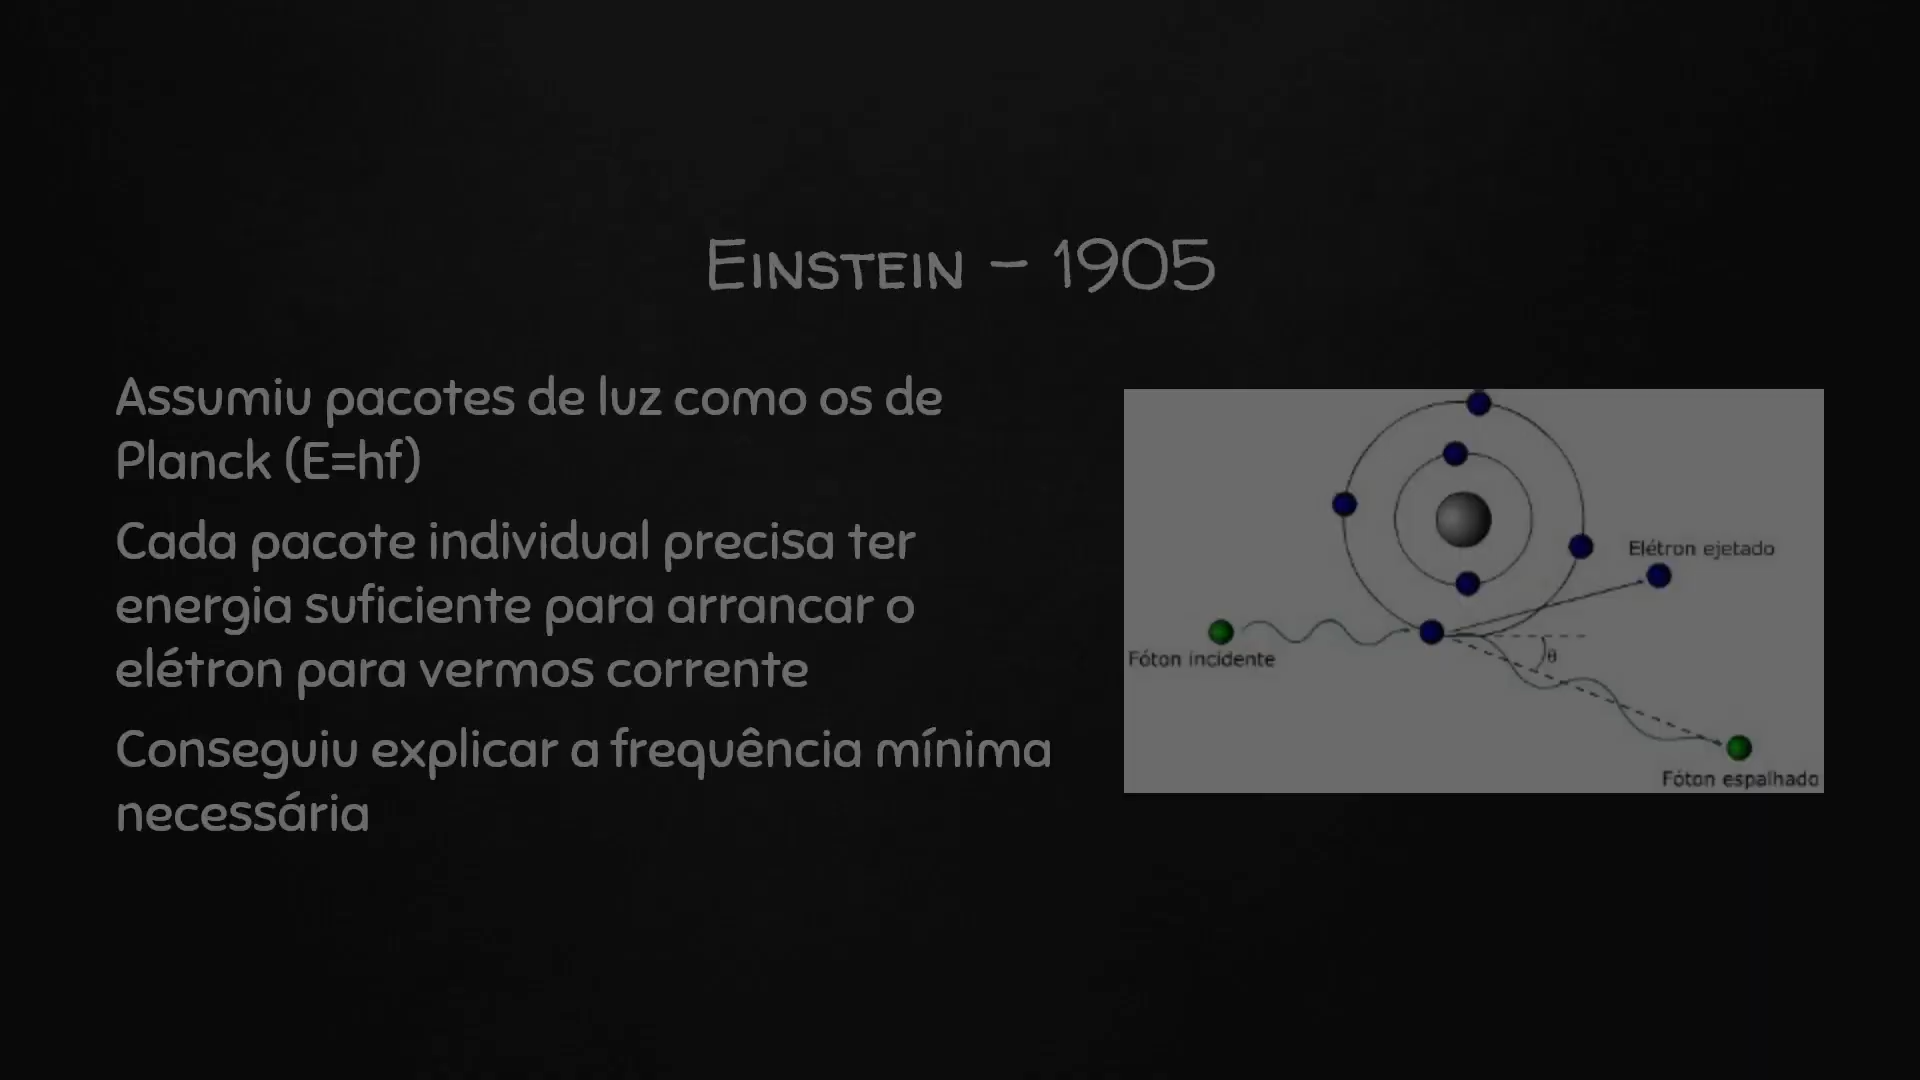 Einstein – 1905
Assumiu pacotes de luz como os de
Planck (E=hf)
Cada pacote individual precisa ter
energia suficiente para arrancar o
elétron para vermos corrente
Conseguiu explicar a frequência mínima
necessária
Elétron ejetado
Fóton incidente
θ
Fóton espalhado